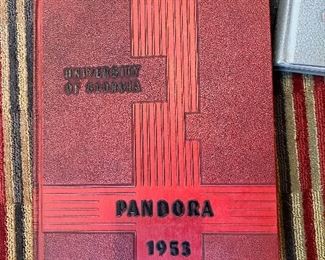 UNIVERSITY
OF GEORGIA
PANDORA
1953